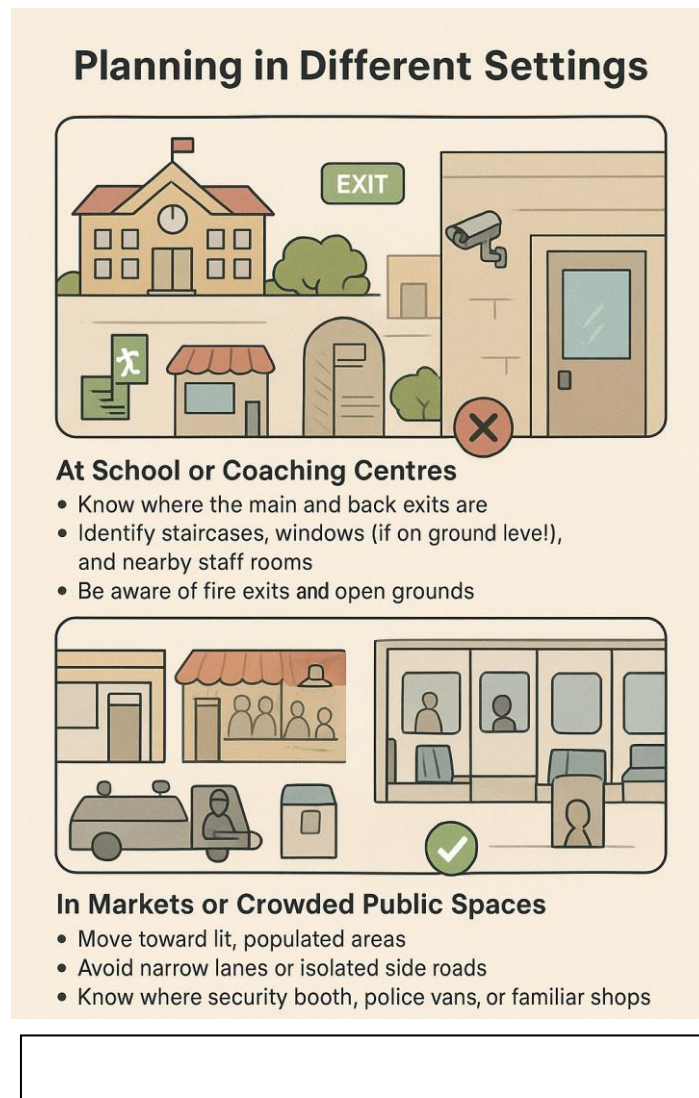 Planning in Different Settings
EXIT
At School or Coaching Centres
• Know where the main and back exits are
• Identify staircases, windows (if on ground leve!),
and nearby staff rooms
• Be aware of fire exits and open grounds
In Markets or Crowded Public Spaces
• Move toward lit, populated areas
• Avoid narrow lanes or isolated side roads
• Know where security booth, police vans, or familiar shops